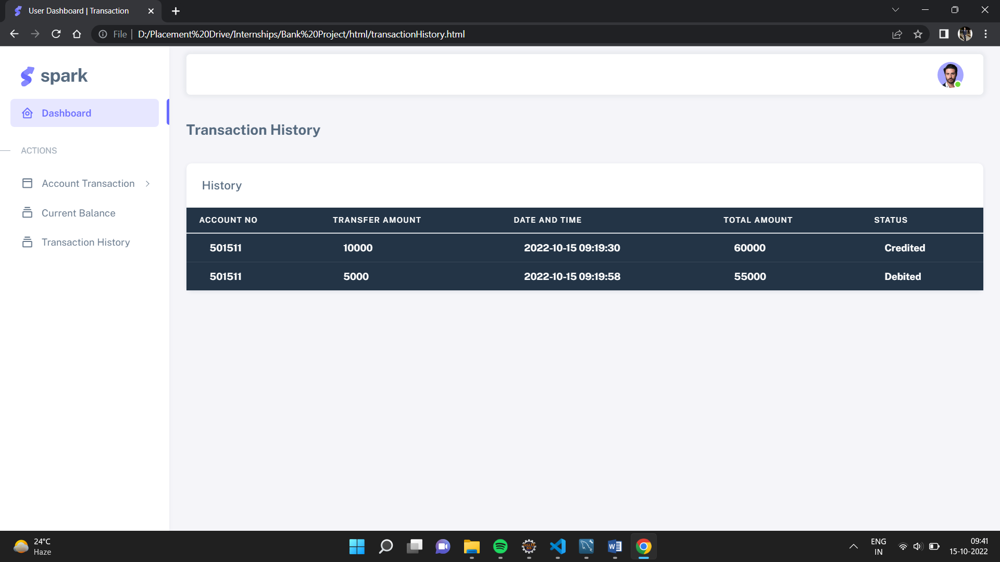 User Dashboard | Transaction
File | D:/Placement%20Drive/Internships/Bank%20Project/html/transactionHistory.html
spark
Dashboard
ACTIONS
Account Transaction
Current Balance
Transaction History
Transaction History
History
ACCOUNT NO TRANSFER AMOUNT DATE AND TIME TOTAL AMOUNT STATUS
501511 10000 2022-10-15 09:19:30 60000 Credited
501511 5000 2022-10-15 09:19:58 55000 Debited
24°C
Haze
ENG
IN
09:41
15-10-2022